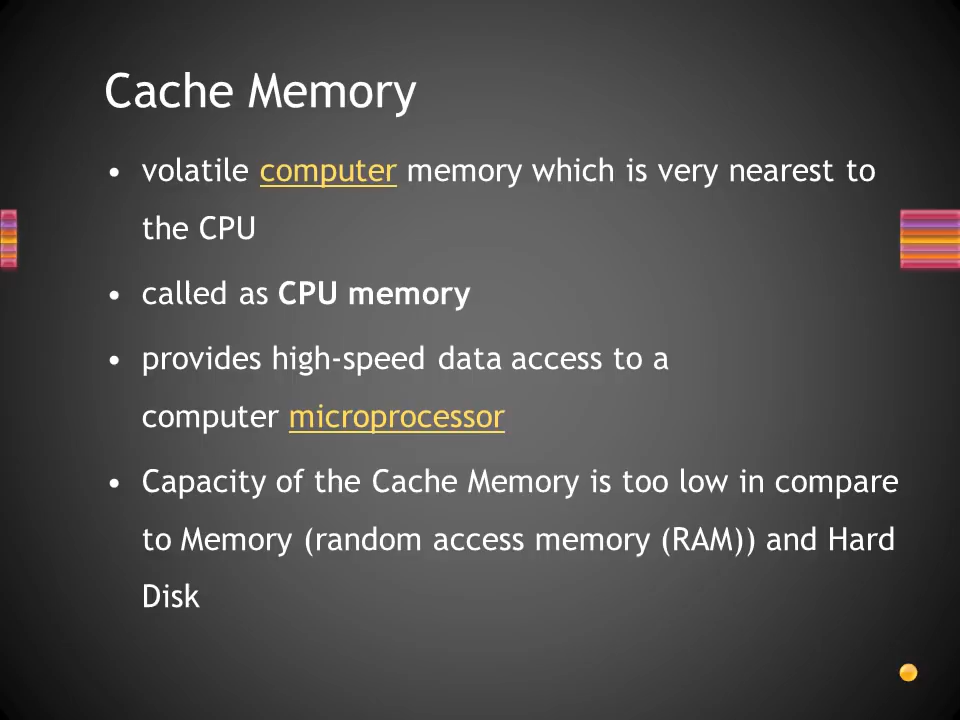 Cache Memory
• volatile computer memory which is very nearest to
the CPU
• called as CPU memory
• provides high-speed data access to a
computer microprocessor
• Capacity of the Cache Memory is too low in compare
to Memory (random access memory (RAM)) and Hard
Disk